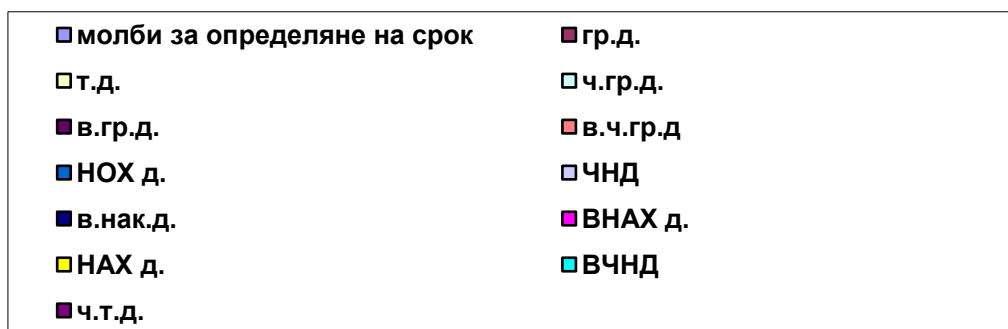 молби за определяне на срок
гр.д.
т.д.
ч.гр.д.
в.гр.д.
в.ч.гр.д
НОХ д.
ЧНД
в.нак.д.
ВНАХ д.
НАХ д.
ВЧНД
ч.т.д.